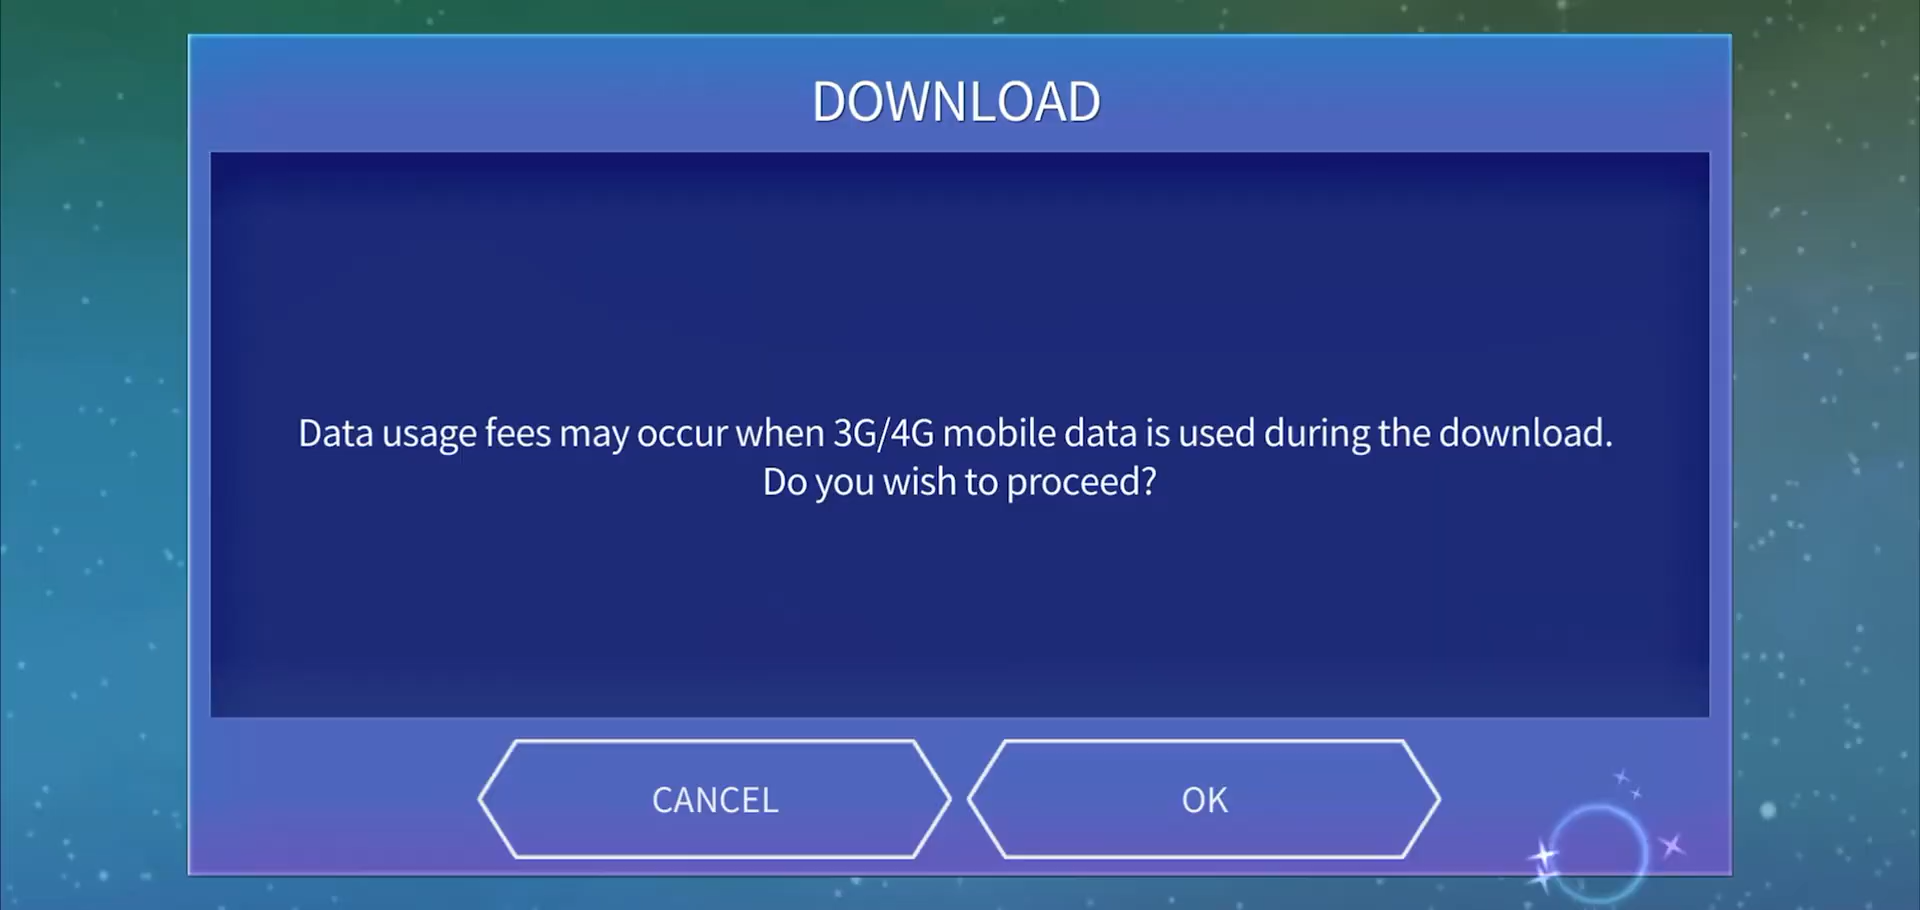 DOWNLOAD
Data usage fees may occur when 3G/4G mobile data is used during the download.
Do you wish to proceed?
CANCEL
OK